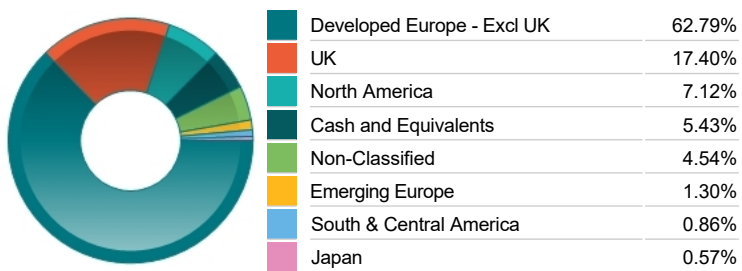 Developed Europe - Excl UK 62.79%
UK 17.40%
North America 7.12%
Cash and Equivalents 5.43%
Non-Classified 4.54%
Emerging Europe 1.30%
South & Central America 0.86%
Japan 0.57%